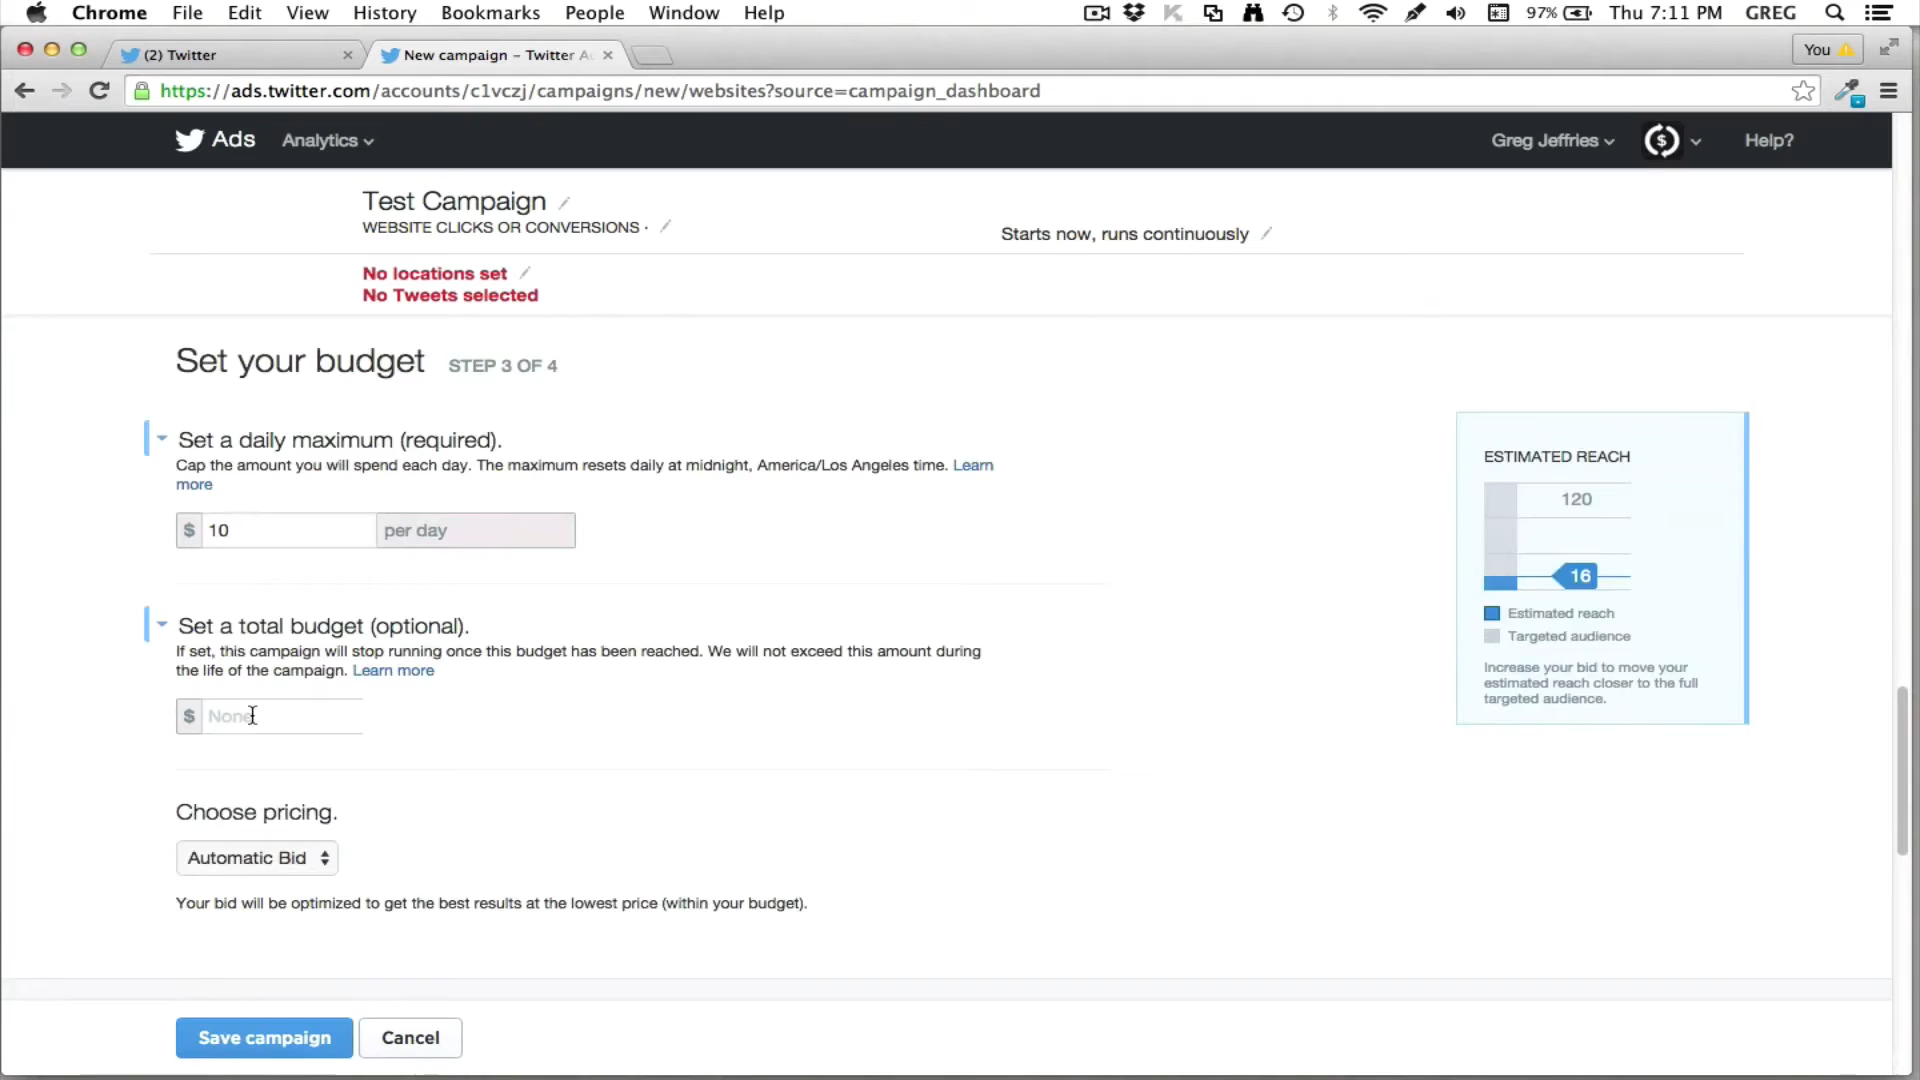 Chrome File Edit View History Bookmarks People Window Help 97% Thu 7:11 PM GREG
(2) Twitter
New campaign – Twitter A
You
https://ads.twitter.com/accounts/c1vczj/campaigns/new/websites?source=campaign_dashboard
Ads Analytics Greg Jeffries $ Help?
Test Campaign
WEBSITE CLICKS OR CONVERSIONS ·
Starts now, runs continuously
No locations set
No Tweets selected
Set your budget STEP 3 OF 4
Set a daily maximum (required).
Cap the amount you will spend each day. The maximum resets daily at midnight, America/Los Angeles time. Learn
more
$ 10 per day
Set a total budget (optional).
If set, this campaign will stop running once this budget has been reached. We will not exceed this amount during
the life of the campaign. Learn more
$ None
Choose pricing.
Automatic Bid
Your bid will be optimized to get the best results at the lowest price (within your budget).
ESTIMATED REACH
120
16
Estimated reach
Targeted audience
Increase your bid to move your
estimated reach closer to the full
targeted audience.
Save campaign Cancel